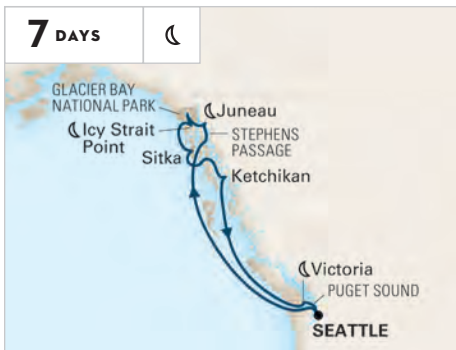 7 DAYS
GLACIER BAY
NATIONAL PARK
Juneau
Icy Strait
Point
STEPHENS
PASSAGE
Sitka
Ketchikan
Victoria
PUGET SOUND
SEATTLE